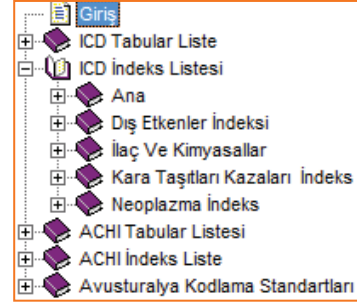 Giriş
ICD Tabular Liste
ICD İndeks Listesi
Ana
Dış Etkenler İndeksi
İlaç Ve Kimyasallar
Kara Taşıtları Kazaları İndeks
Neoplazma İndeks
ACHI Tabular Listesi
ACHI İndeks Liste
Avusturalya Kodlama Standartları